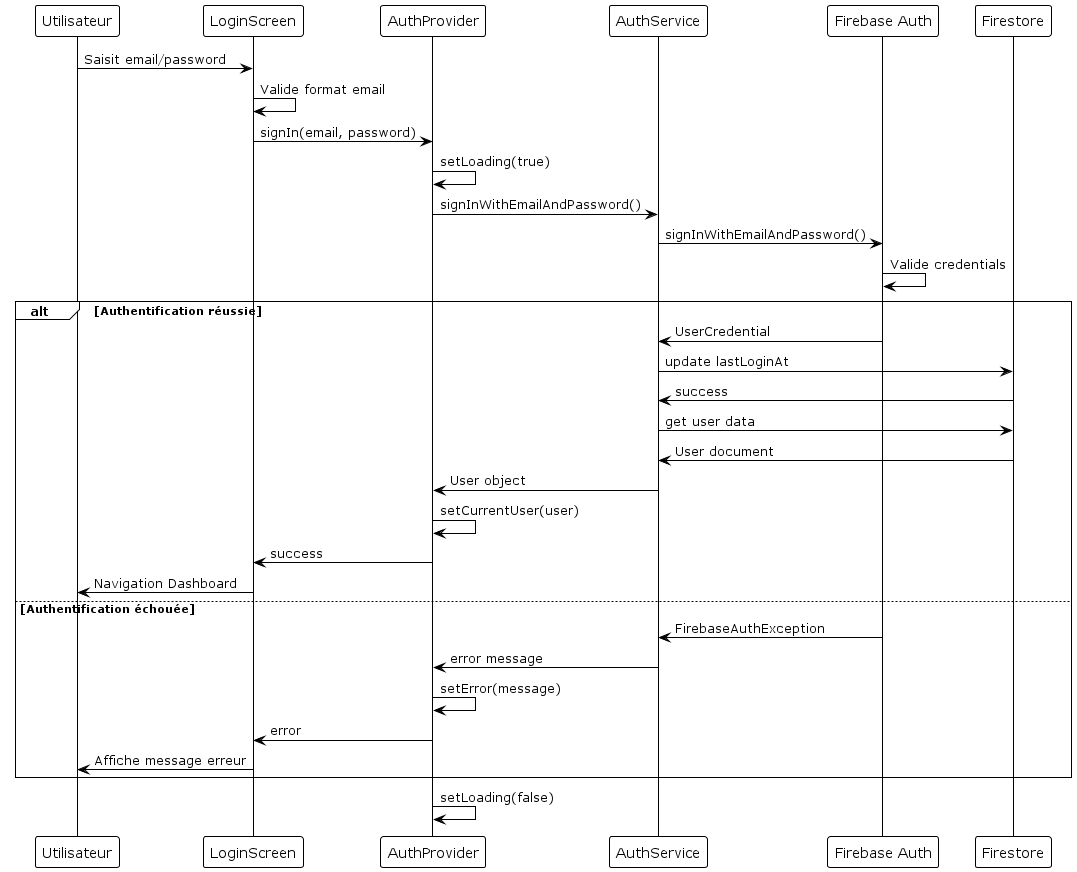 Utilisateur LoginScreen AuthProvider AuthService Firebase Auth Firestore
Saisit email/password
Valide format email
signIn(email, password)
setLoading(true)
signInWithEmailAndPassword()
signInWithEmailAndPassword()
Valide credentials
alt [Authentification réussie]
UserCredential
update lastLoginAt
success
get user data
User document
User object
setCurrentUser(user)
success
Navigation Dashboard
[Authentification échouée]
FirebaseAuthException
error message
setError(message)
error
Affiche message erreur
setLoading(false)
Utilisateur LoginScreen AuthProvider AuthService Firebase Auth Firestore